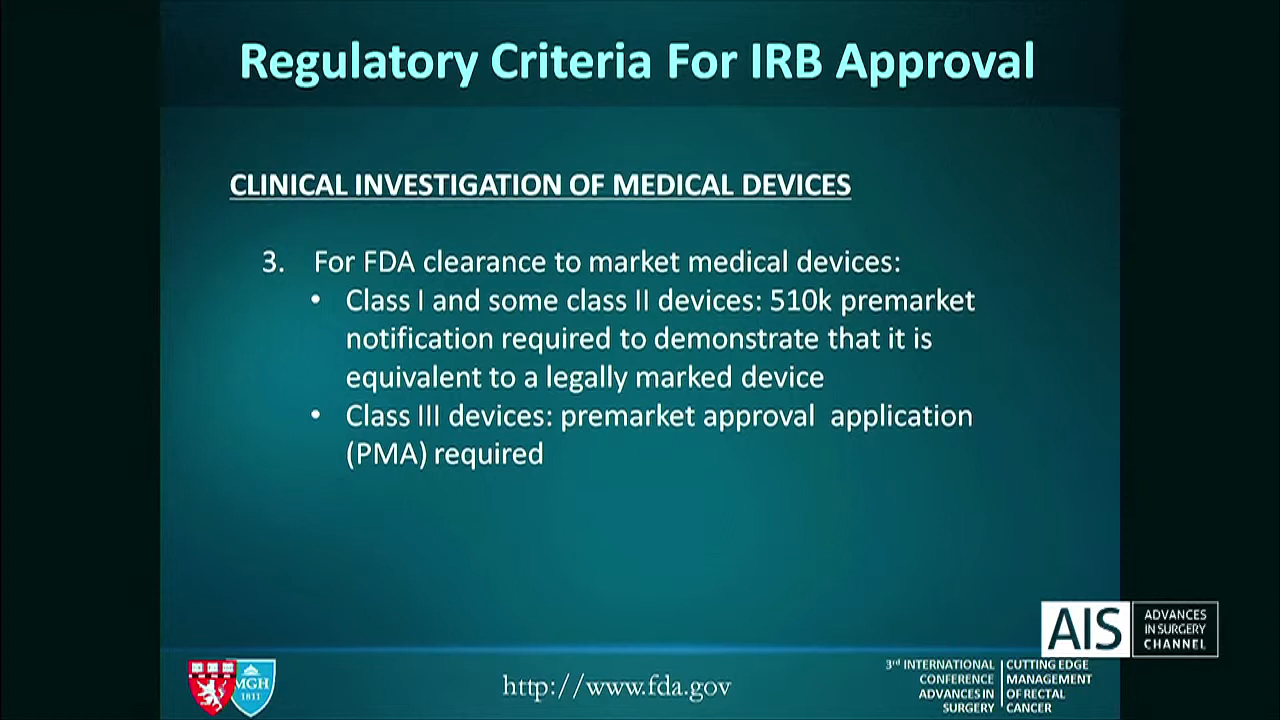 Regulatory Criteria For IRB Approval
CLINICAL INVESTIGATION OF MEDICAL DEVICES
3. For FDA clearance to market medical devices:
• Class I and some class II devices: 510k premarket
notification required to demonstrate that it is
equivalent to a legally marked device
• Class III devices: premarket approval application
(PMA) required
AIS
ADVANCES
IN SURGERY
CHANNEL
MGH
1811
http://www.fda.gov
3rd INTERNATIONAL
CONFERENCE
ADVANCES IN
SURGERY
CUTTING EDGE
MANAGEMENT
OF RECTAL
CANCER